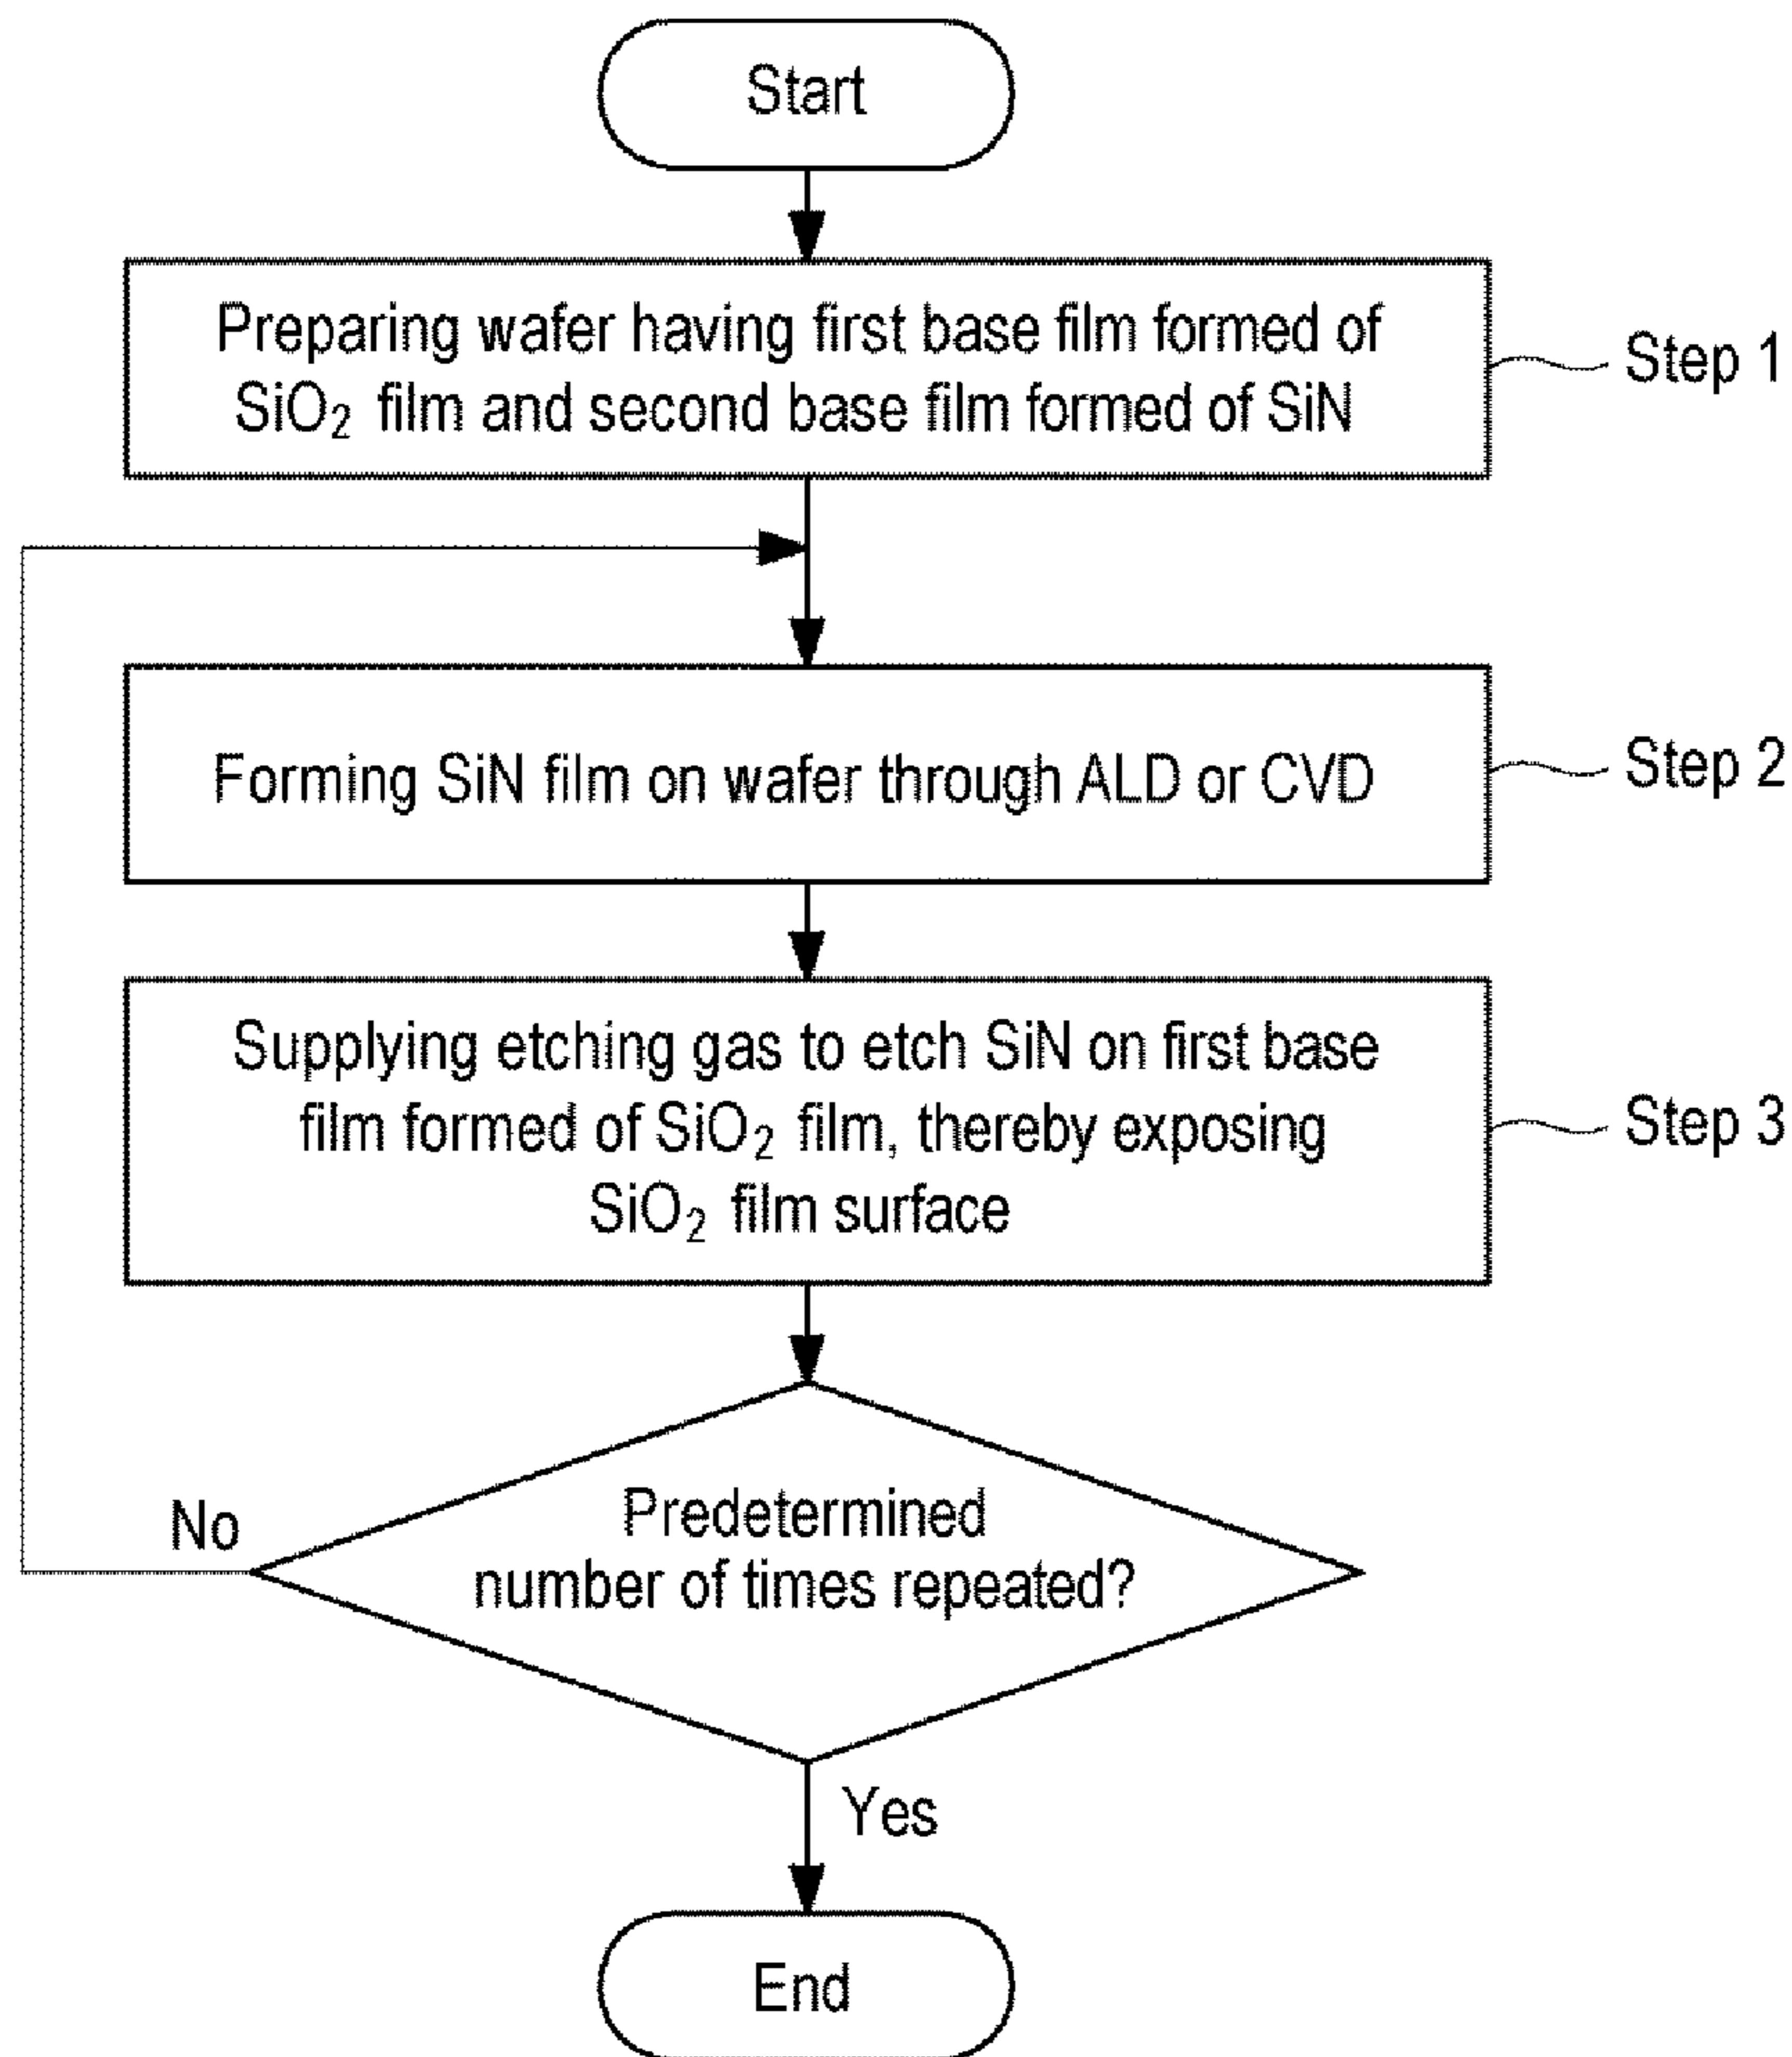 Start
Preparing wafer having first base film formed of
SiO₂ film and second base film formed of SiN
Step 1
Forming SiN film on wafer through ALD or CVD
Step 2
Supplying etching gas to etch SiN on first base
film formed of SiO₂ film, thereby exposing
SiO₂ film surface
Step 3
Predetermined
number of times repeated?
No
Yes
End